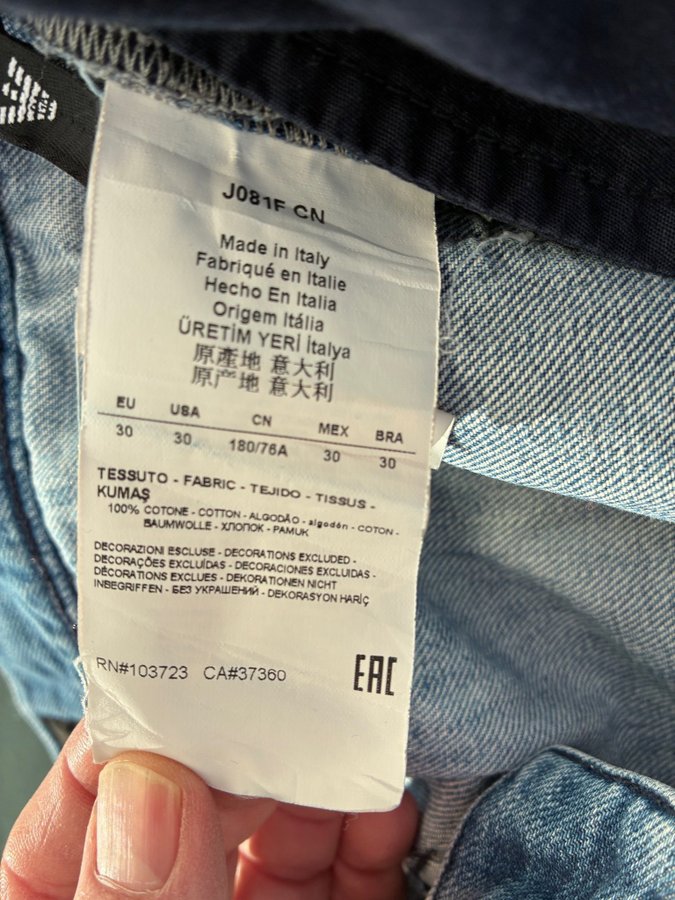 J081F CN
Made in Italy
Fabriqué en Italie
Hecho En Italia
Origem Itália
ÜRETİM YERİ İtalya
原產地 意大利
原产地 意大利
EU USA CN MEX BRA
30 30 180/76A 30 30
TESSUTO - FABRIC - TEJIDO - TISSUS -
KUMAŞ
100% COTONE - COTTON - ALGODÃO - algodón - COTON -
BAUMWOLLE - ХЛОПОК - PAMUK
DECORAZIONI ESCLUSE - DECORATIONS EXCLUDED -
DECORAÇÕES EXCLUÍDAS - DECORACIONES EXCLUIDAS -
DÉCORATIONS EXCLUES - DEKORATIONEN NICHT
INBEGRIFFEN - БЕЗ УКРАШЕНИЙ - DEKORASYON HARİÇ
RN#103723 CA#37360
EAC